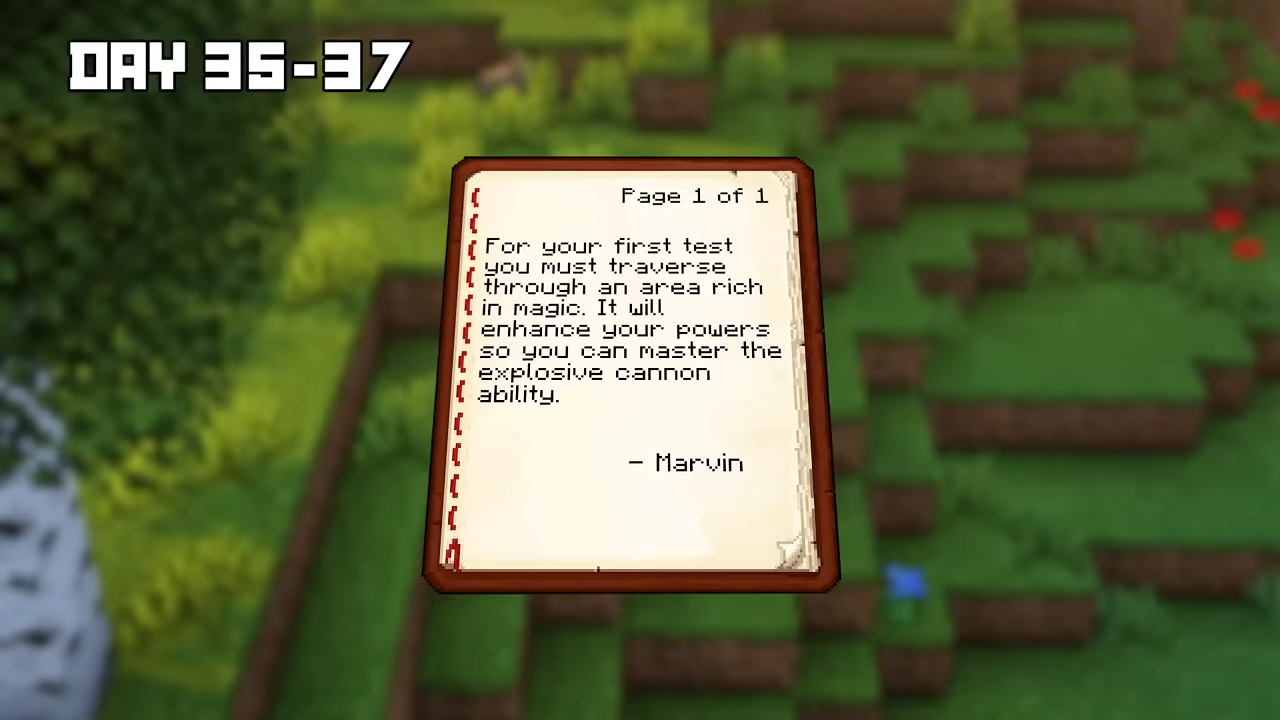 DAY 35-37
Page 1 of 1
For your first test
you must traverse
through an area rich
in magic. It will
enhance your powers
so you can master the
explosive cannon
ability.
- Marvin